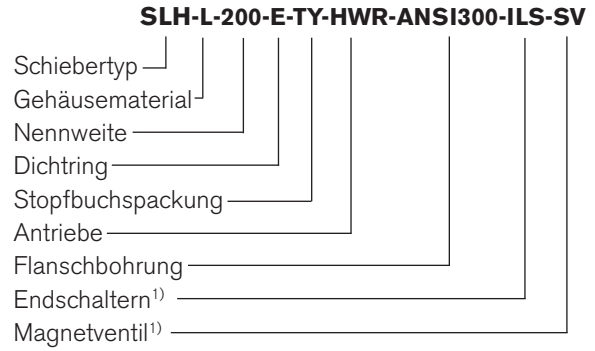 SLH-L-200-E-TY-HWR-ANSI300-ILS-SV
Schiebertyp
Gehäusematerial
Nennweite
Dichtring
Stopfbuchspackung
Antriebe
Flanschbohrung
Endschaltern¹⁾
Magnetventil¹⁾